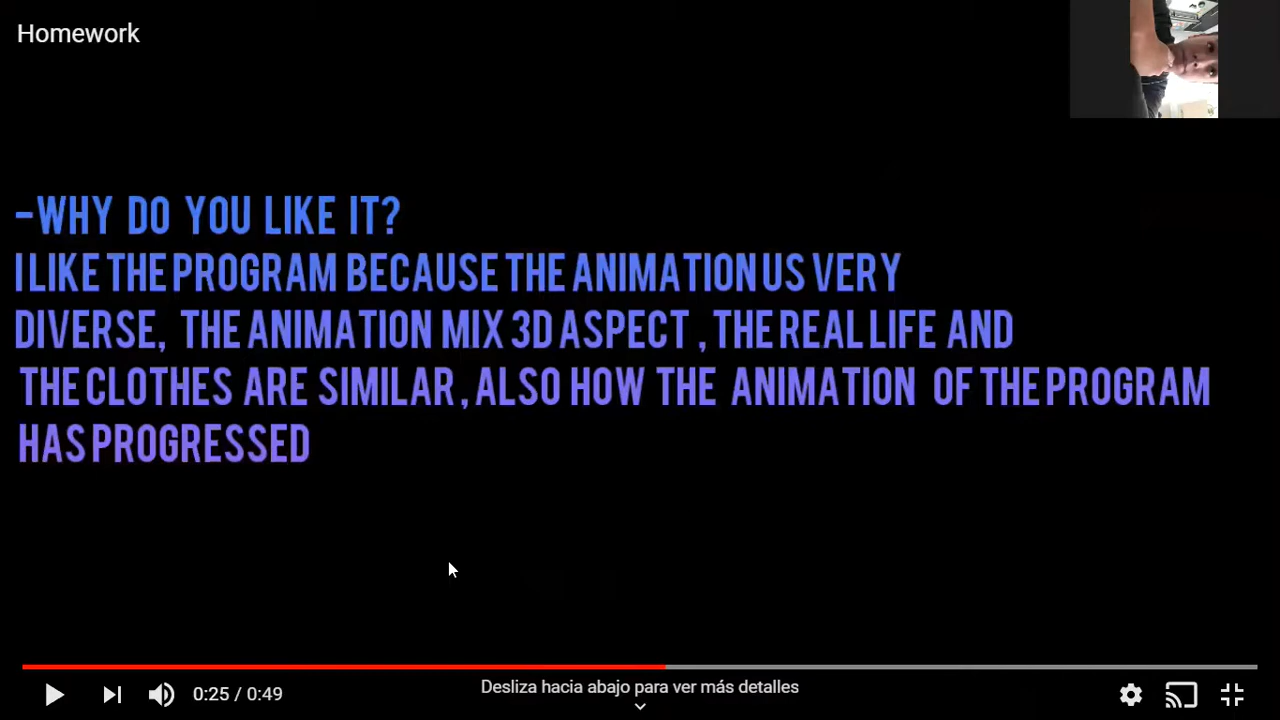 Homework
-WHY DO YOU LIKE IT?
I LIKE THE PROGRAM BECAUSE THE ANIMATION US VERY
DIVERSE, THE ANIMATION MIX 3D ASPECT , THE REAL LIFE AND
THE CLOTHES ARE SIMILAR , ALSO HOW THE ANIMATION OF THE PROGRAM
HAS PROGRESSED
0:25 / 0:49
Desliza hacia abajo para ver más detalles